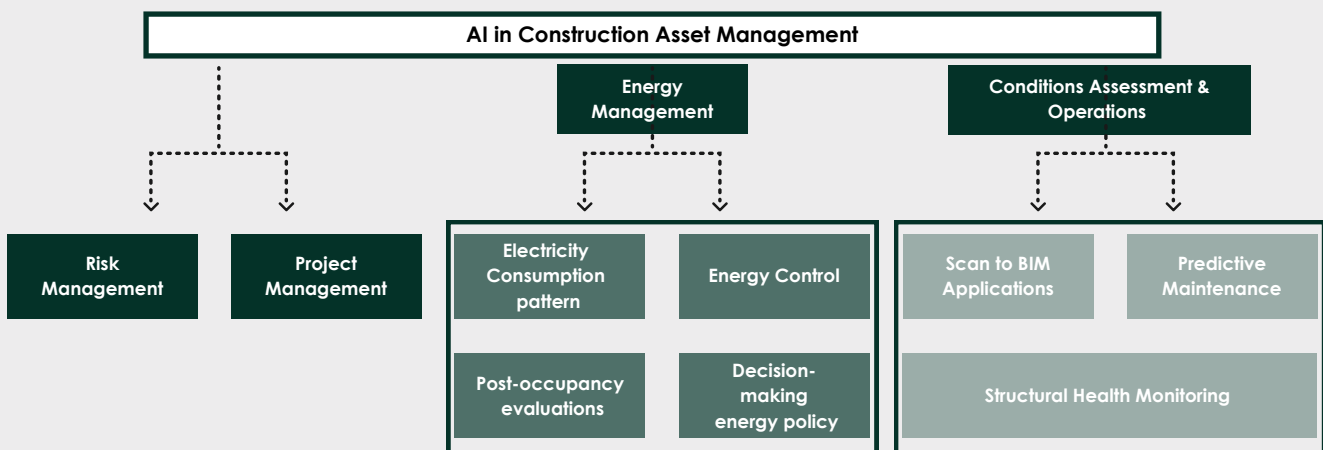 AI in Construction Asset Management
Energy
Management
Conditions Assessment &
Operations
Risk
Management
Project
Management
Electricity
Consumption
pattern
Energy Control
Scan to BIM
Applications
Predictive
Maintenance
Post-occupancy
evaluations
Decision-
making
energy policy
Structural Health Monitoring